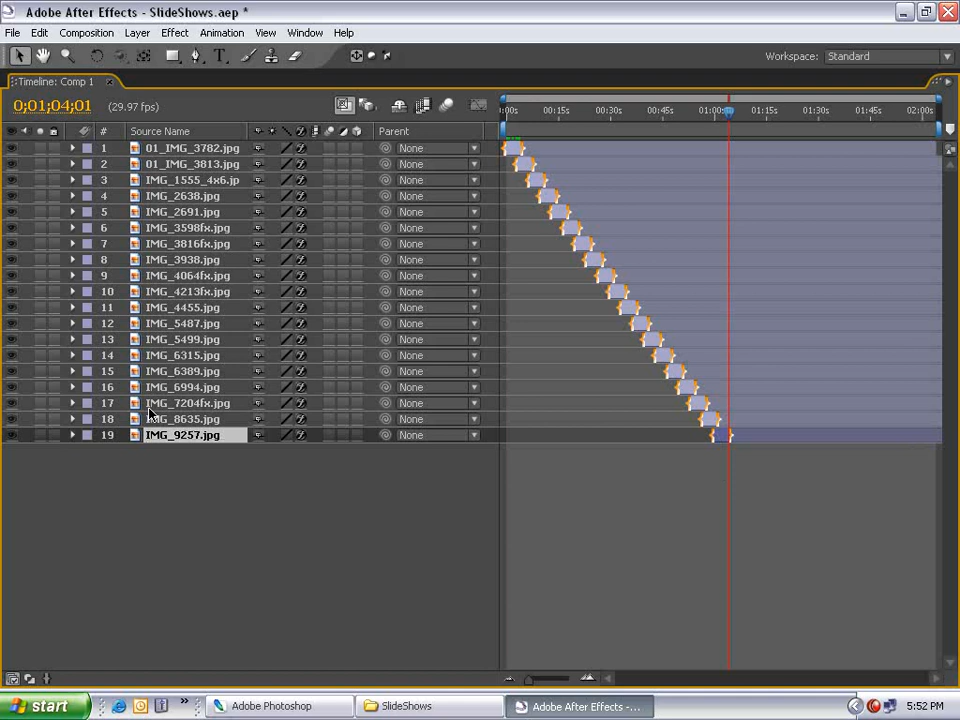 Adobe After Effects - SlideShows.aep *
File Edit Composition Layer Effect Animation View Window Help
Workspace: Standard
Timeline: Comp 1
0;01;04;01 (29.97 fps)
:00s 00:15s 00:30s 00:45s 01:00s 01:15s 01:45s 02:00s
# Source Name Parent
1 01_IMG_3782.jpg None
2 01_IMG_3813.jpg None
3 IMG_1555_4x6.jp None
4 IMG_2638.jpg None
5 IMG_2691.jpg None
6 IMG_3598fx.jpg None
7 IMG_3816fx.jpg None
8 IMG_3938.jpg None
9 IMG_4064fx.jpg None
10 IMG_4213fx.jpg None
11 IMG_4455.jpg None
12 IMG_5487.jpg None
13 IMG_5499.jpg None
14 IMG_6315.jpg None
15 IMG_6389.jpg None
16 IMG_6994.jpg None
17 IMG_7204fx.jpg None
18 IMG_8635.jpg None
19 IMG_9257.jpg None
start Adobe Photoshop SlideShows Adobe After Effects -... 5:52 PM